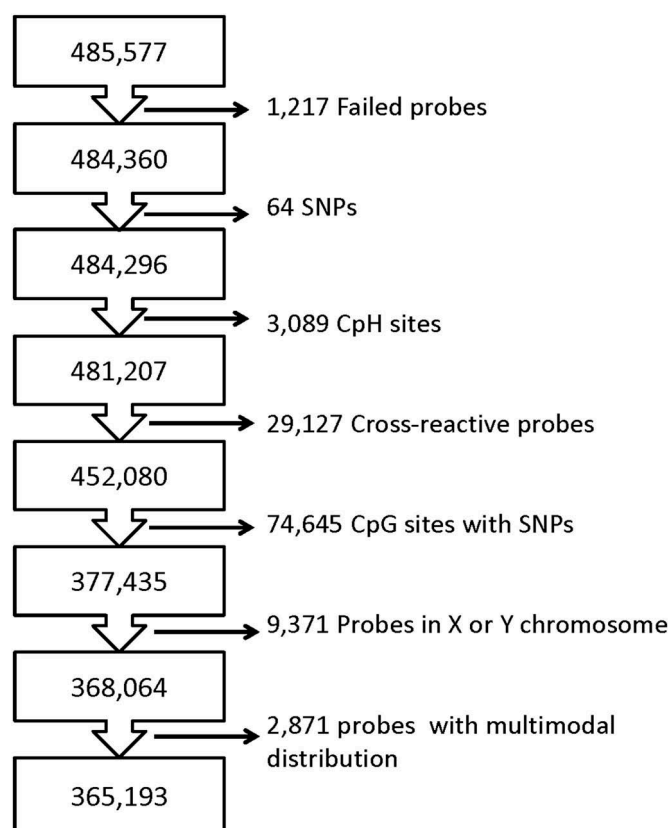 485,577
1,217 Failed probes
484,360
64 SNPs
484,296
3,089 CpH sites
481,207
29,127 Cross-reactive probes
452,080
74,645 CpG sites with SNPs
377,435
9,371 Probes in X or Y chromosome
368,064
2,871 probes with multimodal
distribution
365,193